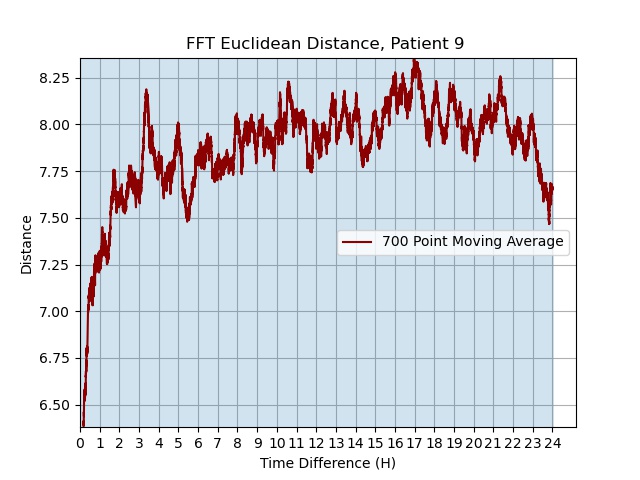 FFT Euclidean Distance, Patient 9
8.25
8.00
7.75
7.50
7.25
7.00
6.75
6.50
Distance
700 Point Moving Average
0 1 2 3 4 5 6 7 8 9 10 11 12 13 14 15 16 17 18 19 20 21 22 23 24
Time Difference (H)